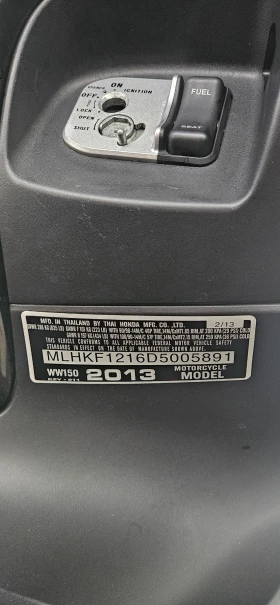 ON
IGNITION
OFF
LOCK
OPEN
SHUT
FUEL
SEAT
MFD. IN THAILAND BY THAI HONDA MFG. CO., LTD. 2/13
THIS MOTORCYCLE CONFORMS TO ALL APPLICABLE
FEDERAL MOTOR VEHICLE SAFETY STANDARDS
IN EFFECT ON THE DATE OF MANUFACTURE SHOWN ABOVE
MLHKF1216D5005891
WW150 2013 MOTORCYCLE
MODEL